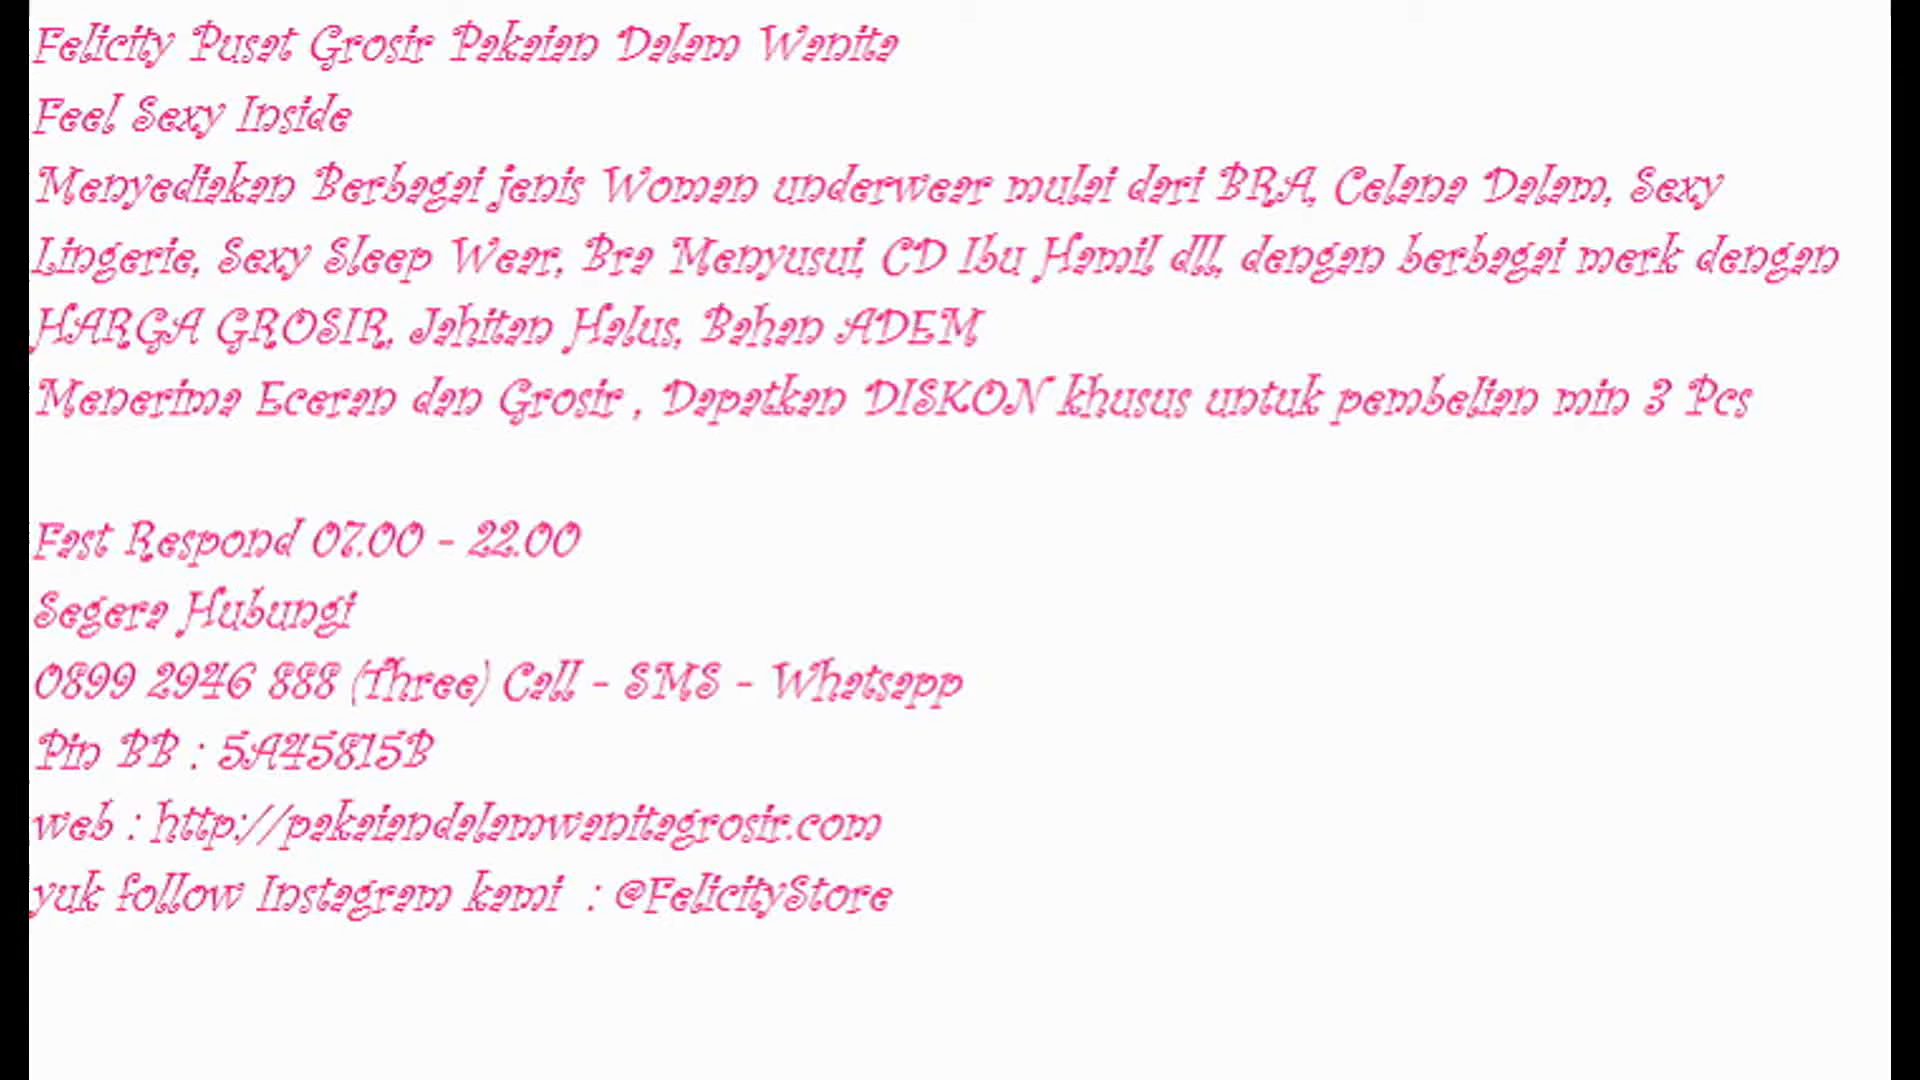 Felicity Pusat Grosir Pakaian Dalam Wanita
Feel Sexy Inside
Menyediakan Berbagai jenis Woman underwear mulai dari BRA, Celana Dalam, Sexy
Lingerie, Sexy Sleep Wear, Bra Menyusui, CD Ibu Hamil dll, dengan berbagai merk dengan
HARGA GROSIR, Jahitan Halus, Bahan ADEM
Menerima Eceran dan Grosir , Dapatkan DISKON khusus untuk pembelian min 3 Pcs
Fast Respond 07.00 - 22.00
Segera Hubungi
0899 2946 888 (Three) Call - SMS - Whatsapp
Pin BB : 5A45815B
web : http://pakaiandalamwanitagrosir.com
yuk follow Instagram kami  : @FelicityStore